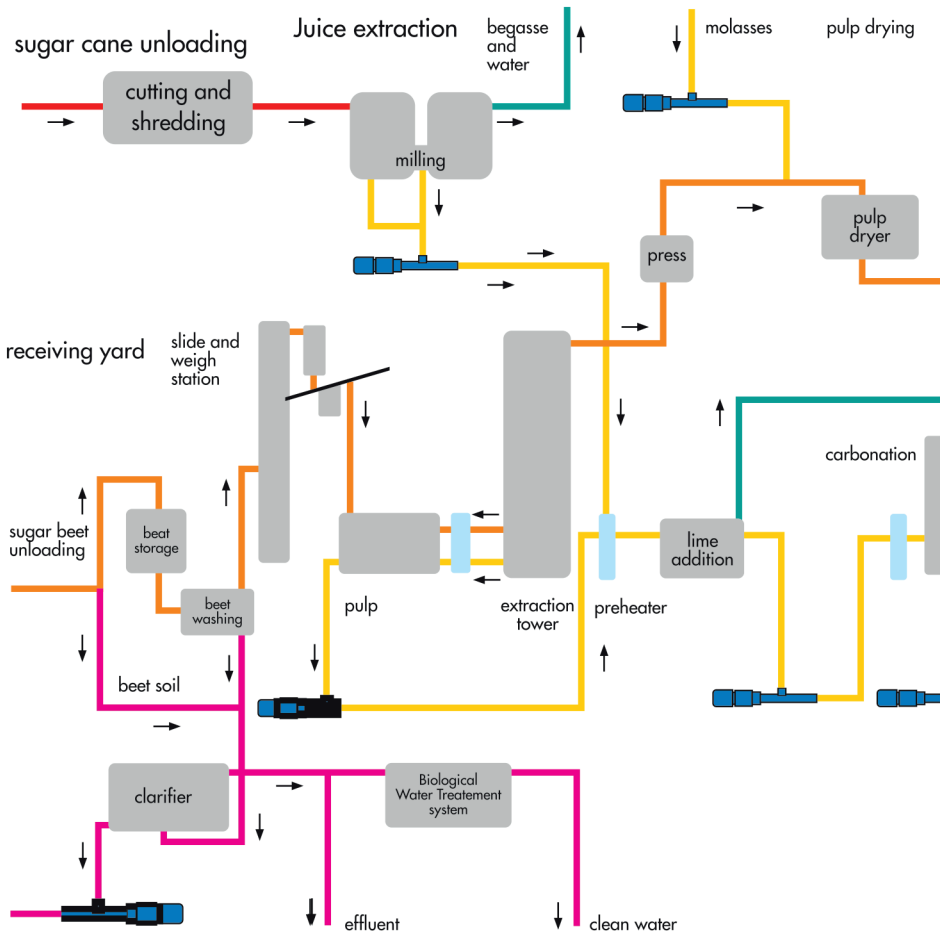 sugar cane unloading
Juice extraction
begasse
and
water
molasses
pulp drying
cutting and
shredding
milling
pulp
dryer
press
receiving yard
slide and
weigh
station
carbonation
sugar beet
unloading
beat
storage
lime
addition
beet
washing
pulp
extraction
tower
preheater
beet soil
clarifier
Biological
Water Treatement
system
effluent
clean water